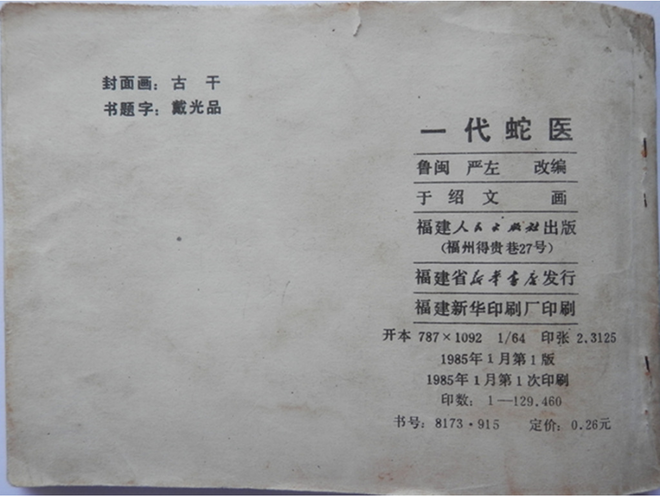 封面画：古干
书题字：戴光品
一代蛇医
鲁闽 严左 改编
于绍文 画
福建人民出版社出版
（福州得贵巷27号）
福建省新华书店发行
福建新华印刷厂印刷
开本 787×1092 1/64 印张 2.3125
1985年1月第1版
1985年1月第1次印刷
印数：1—129,460
书号：8173·915 定价：0.26元